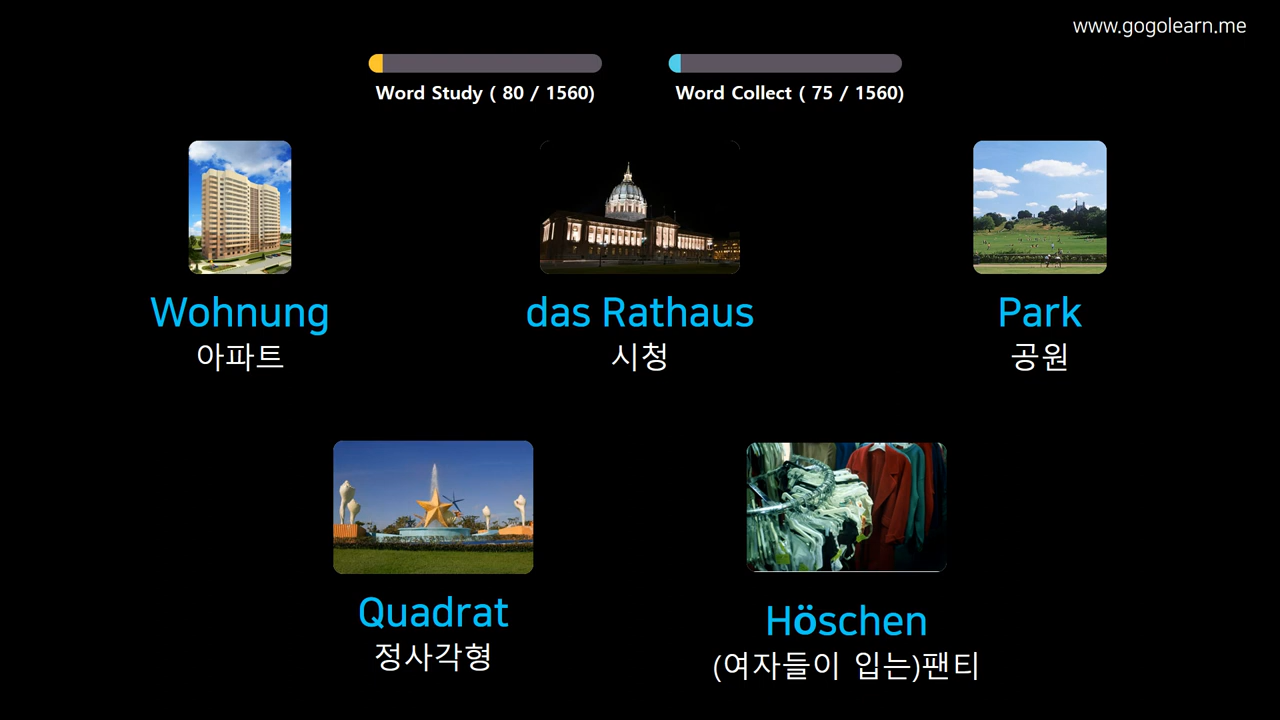 www.gogolearn.me
Word Study ( 80 / 1560)
Word Collect ( 75 / 1560)
Wohnung
아파트
das Rathaus
시청
Park
공원
Quadrat
정사각형
Höschen
(여자들이 입는)팬티